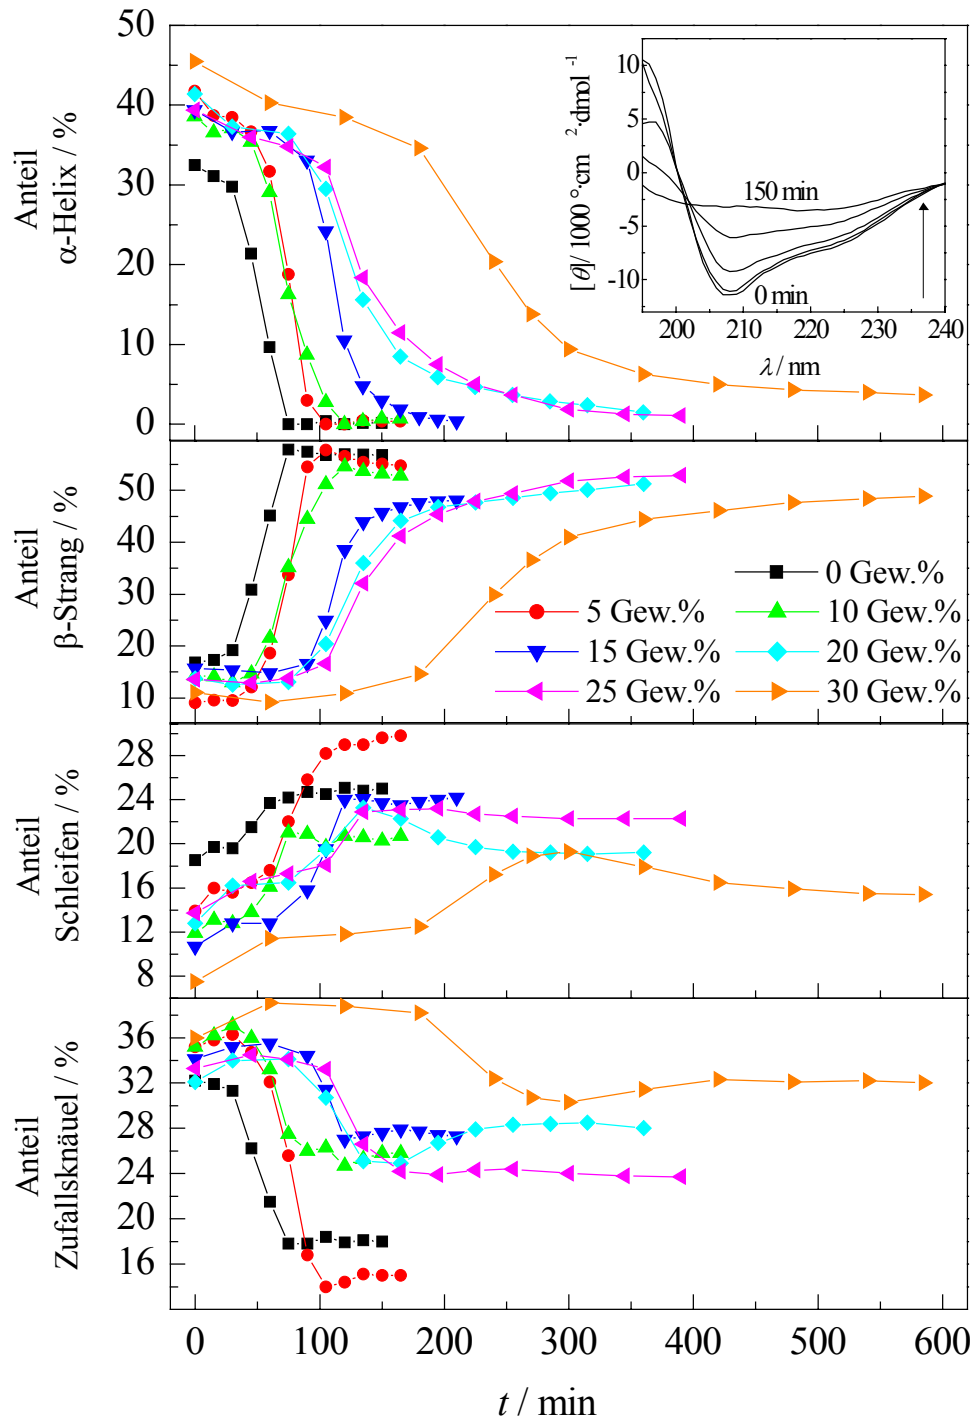 50
40
30
20
10
0
Anteil
α-Helix / %
10
5
0
-5
-10
[θ]/ 1000 °·cm ²·dmol ⁻¹
150 min
0 min
200 210 220 230 240
λ / nm
50
40
30
20
10
Anteil
β-Strang / %
0 Gew.%
5 Gew.% 10 Gew.%
15 Gew.% 20 Gew.%
25 Gew.% 30 Gew.%
28
24
20
16
12
8
Anteil
Schleifen / %
36
32
28
24
20
16
Anteil
Zufallsknäuel / %
0 100 200 300 400 500 600
t / min